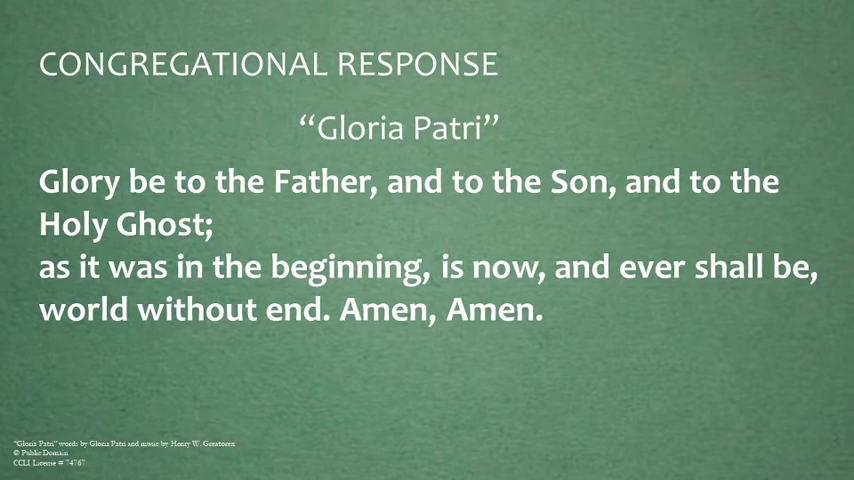 CONGREGATIONAL RESPONSE
“Gloria Patri”
Glory be to the Father, and to the Son, and to the
Holy Ghost;
as it was in the beginning, is now, and ever shall be,
world without end. Amen, Amen.
"Gloria Patri" words by Gloria Patri and music by Henry W. Greatorex
© Public Domain
CCLI License # 74767